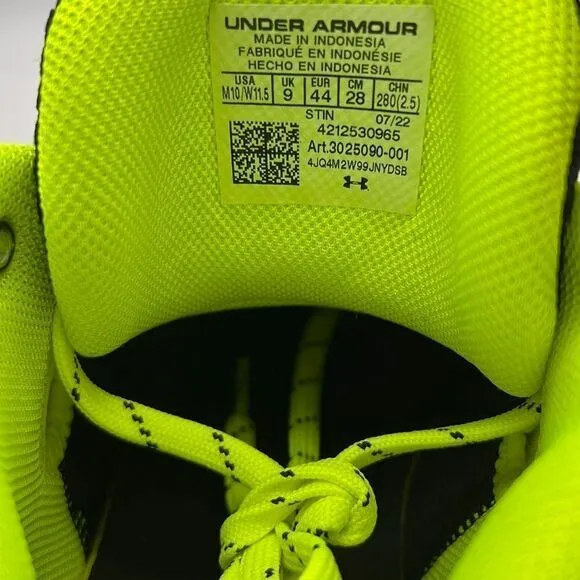 UNDER ARMOUR
MADE IN INDONESIA
FABRIQUÉ EN INDONÉSIE
HECHO EN INDONESIA
USA UK EUR CM CHN
M10/W11.5 9 44 28 280(2.5)
STIN 07/22
4212530965
Art.3025090-001
4JQ4M2W99JNYDSB